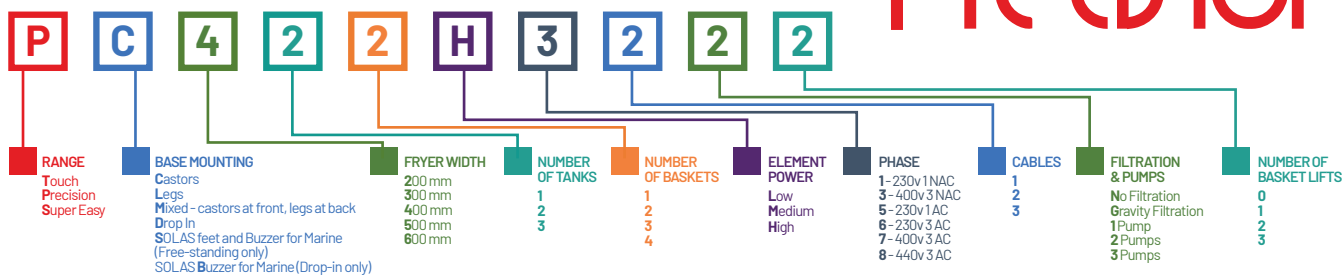 P C 4 2 2 H 3 2 2 2
RANGE
Touch
Precision
Super Easy
BASE MOUNTING
Castors
Legs
Mixed - castors at front, legs at back
Drop In
SOLAS feet and Buzzer for Marine
(Free-standing only)
SOLAS Buzzer for Marine (Drop-in only)
FRYER WIDTH
200 mm
300 mm
400 mm
500 mm
600 mm
NUMBER
OF TANKS
1
2
3
NUMBER
OF BASKETS
1
2
3
4
ELEMENT
POWER
Low
Medium
High
PHASE
1 - 230v 1 NAC
3 - 400v 3 NAC
5 - 230v 1 AC
6 - 230v 3 AC
7 - 400v 3 AC
8 - 440v 3 AC
CABLES
1
2
3
FILTRATION
& PUMPS
No Filtration
Gravity Filtration
1 Pump
2 Pumps
3 Pumps
NUMBER OF
BASKET LIFTS
0
1
2
3